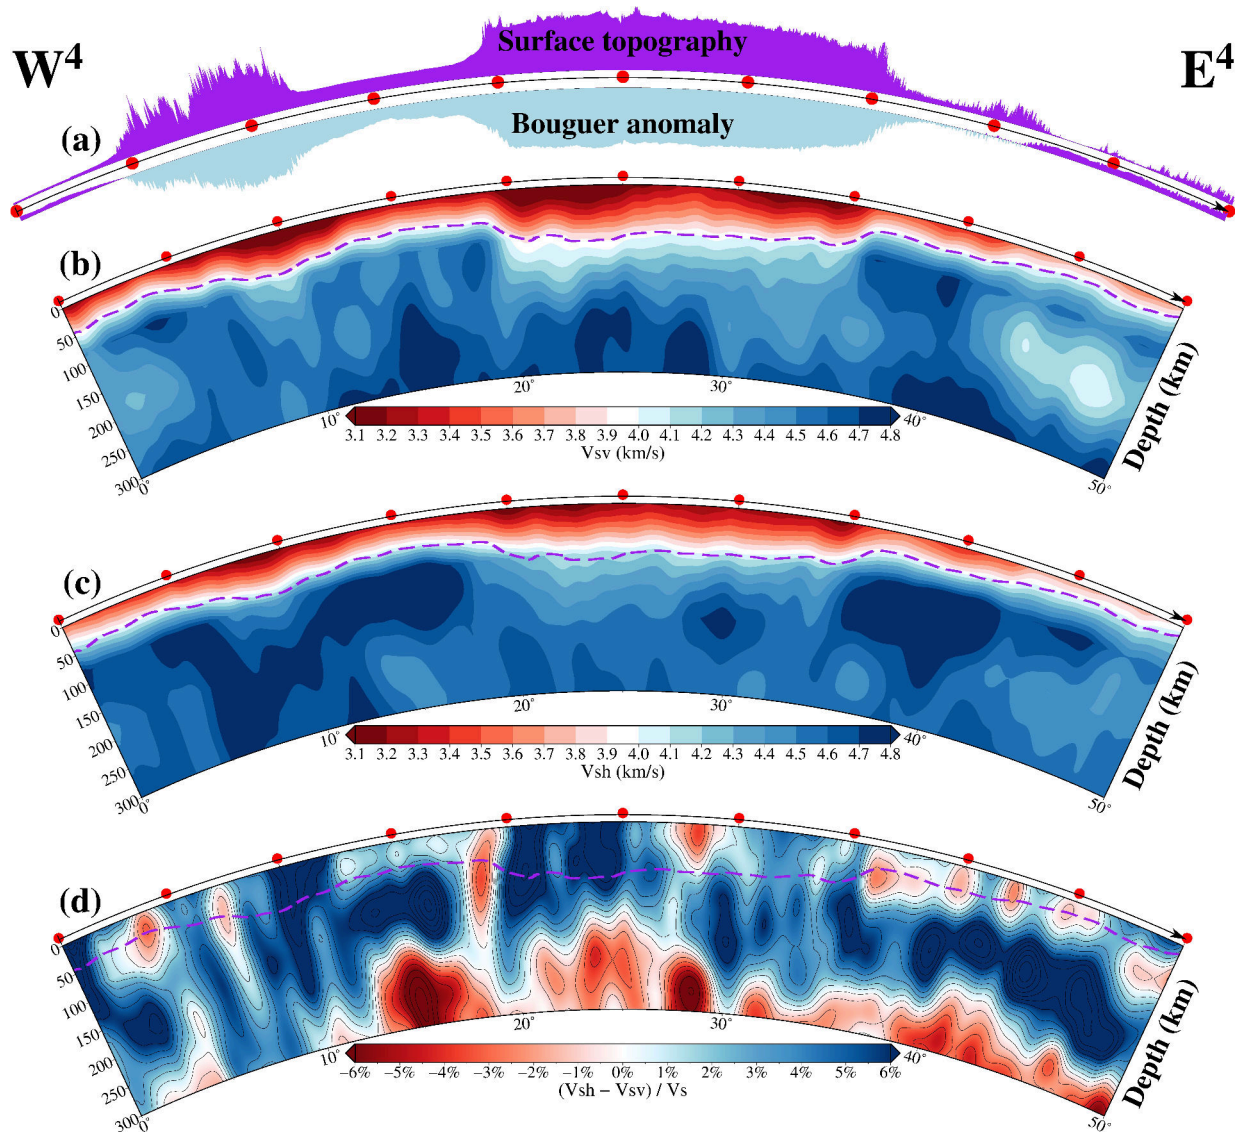 W⁴
E⁴
Surface topography
(a)
Bouguer anomaly
(b)
0
50
100
150
200
250
300
0°
10°
20°
30°
40°
50°
Depth (km)
3.1 3.2 3.3 3.4 3.5 3.6 3.7 3.8 3.9 4.0 4.1 4.2 4.3 4.4 4.5 4.6 4.7 4.8
Vsv (km/s)
(c)
0
50
100
150
200
250
300
0°
10°
20°
30°
40°
50°
Depth (km)
3.1 3.2 3.3 3.4 3.5 3.6 3.7 3.8 3.9 4.0 4.1 4.2 4.3 4.4 4.5 4.6 4.7 4.8
Vsh (km/s)
(d)
0
50
100
150
200
250
300
0°
10°
20°
30°
40°
50°
Depth (km)
−6% −5% −4% −3% −2% −1% 0% 1% 2% 3% 4% 5% 6%
(Vsh − Vsv) / Vs